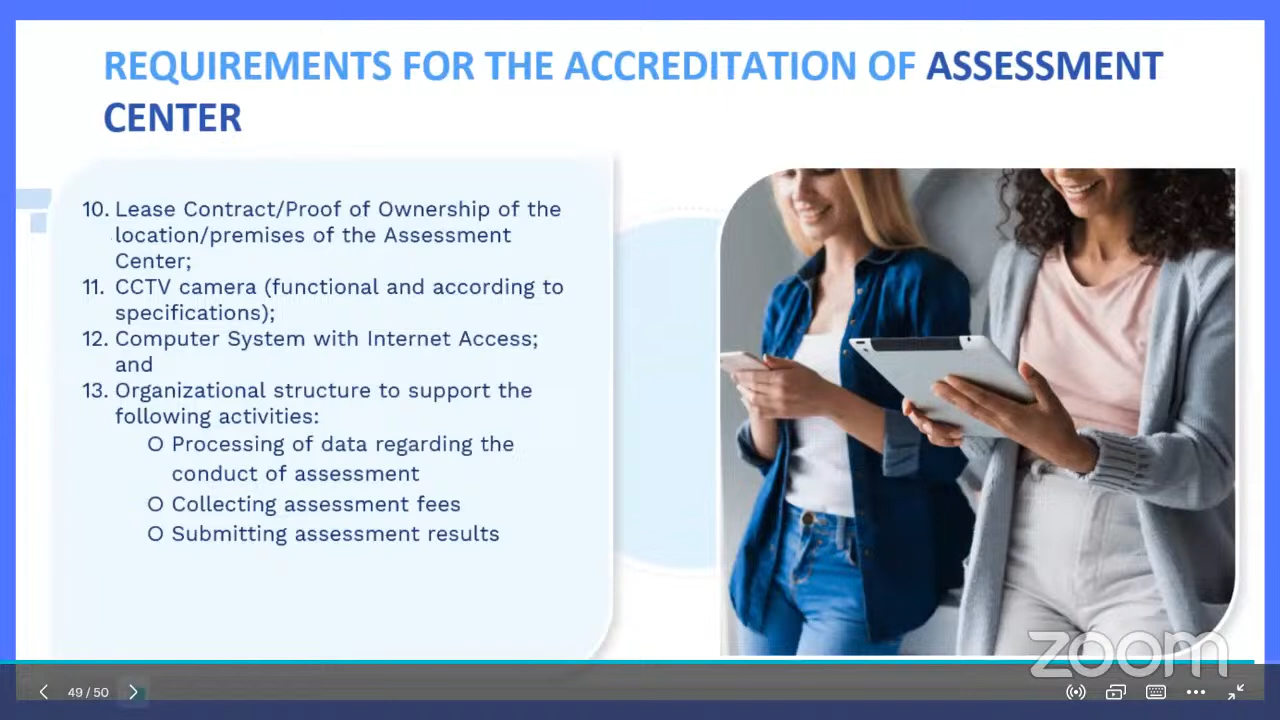 REQUIREMENTS FOR THE ACCREDITATION OF ASSESSMENT
CENTER
10. Lease Contract/Proof of Ownership of the
location/premises of the Assessment
Center;
11. CCTV camera (functional and according to
specifications);
12. Computer System with Internet Access;
and
13. Organizational structure to support the
following activities:
O Processing of data regarding the
conduct of assessment
O Collecting assessment fees
O Submitting assessment results
zoom
49 / 50